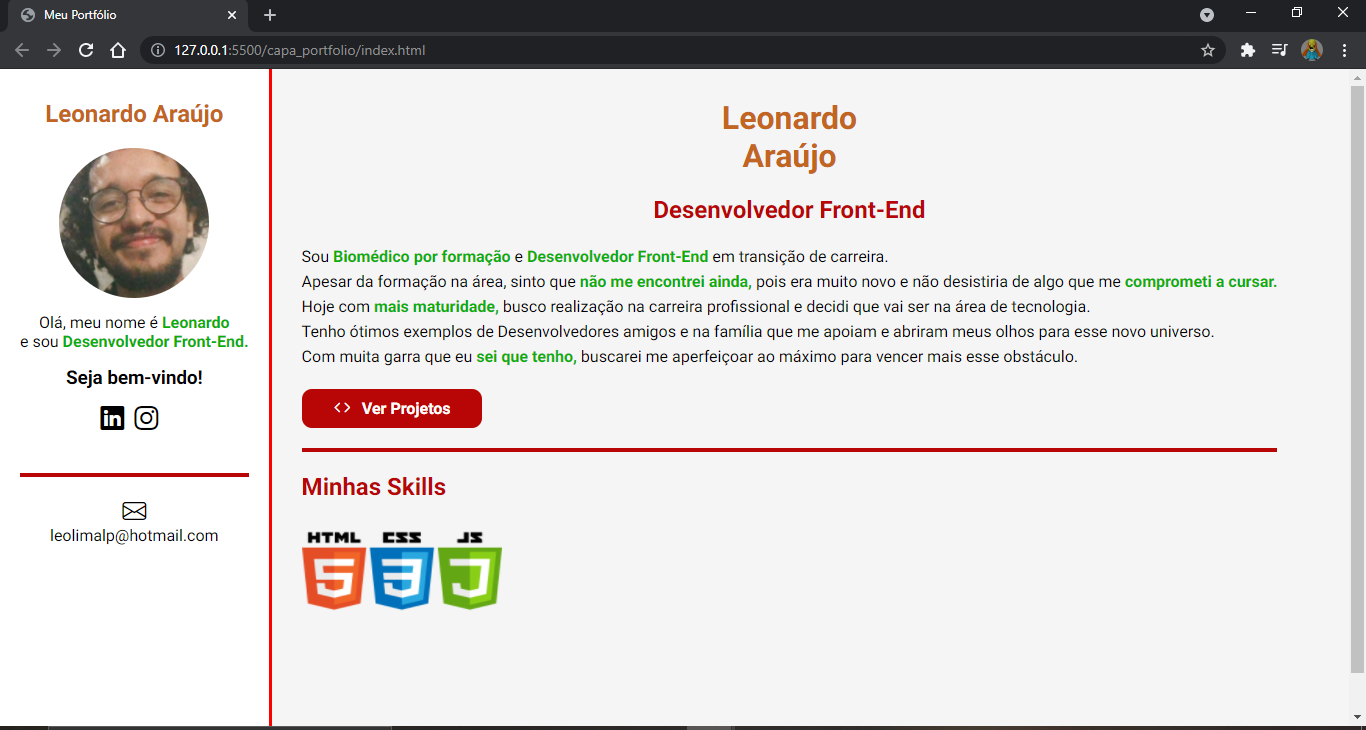 Meu Portfólio
127.0.0.1:5500/capa_portfolio/index.html
Leonardo Araújo
Olá, meu nome é Leonardo
e sou Desenvolvedor Front-End.
Seja bem-vindo!
in
leolimalp@hotmail.com
Leonardo
Araújo
Desenvolvedor Front-End
Sou Biomédico por formação e Desenvolvedor Front-End em transição de carreira.
Apesar da formação na área, sinto que não me encontrei ainda, pois era muito novo e não desistiria de algo que me comprometi a cursar.
Hoje com mais maturidade, busco realização na carreira profissional e decidi que vai ser na área de tecnologia.
Tenho ótimos exemplos de Desenvolvedores amigos e na família que me apoiam e abriram meus olhos para esse novo universo.
Com muita garra que eu sei que tenho, buscarei me aperfeiçoar ao máximo para vencer mais esse obstáculo.
<> Ver Projetos
Minhas Skills
HTML CSS JS
5 3 J